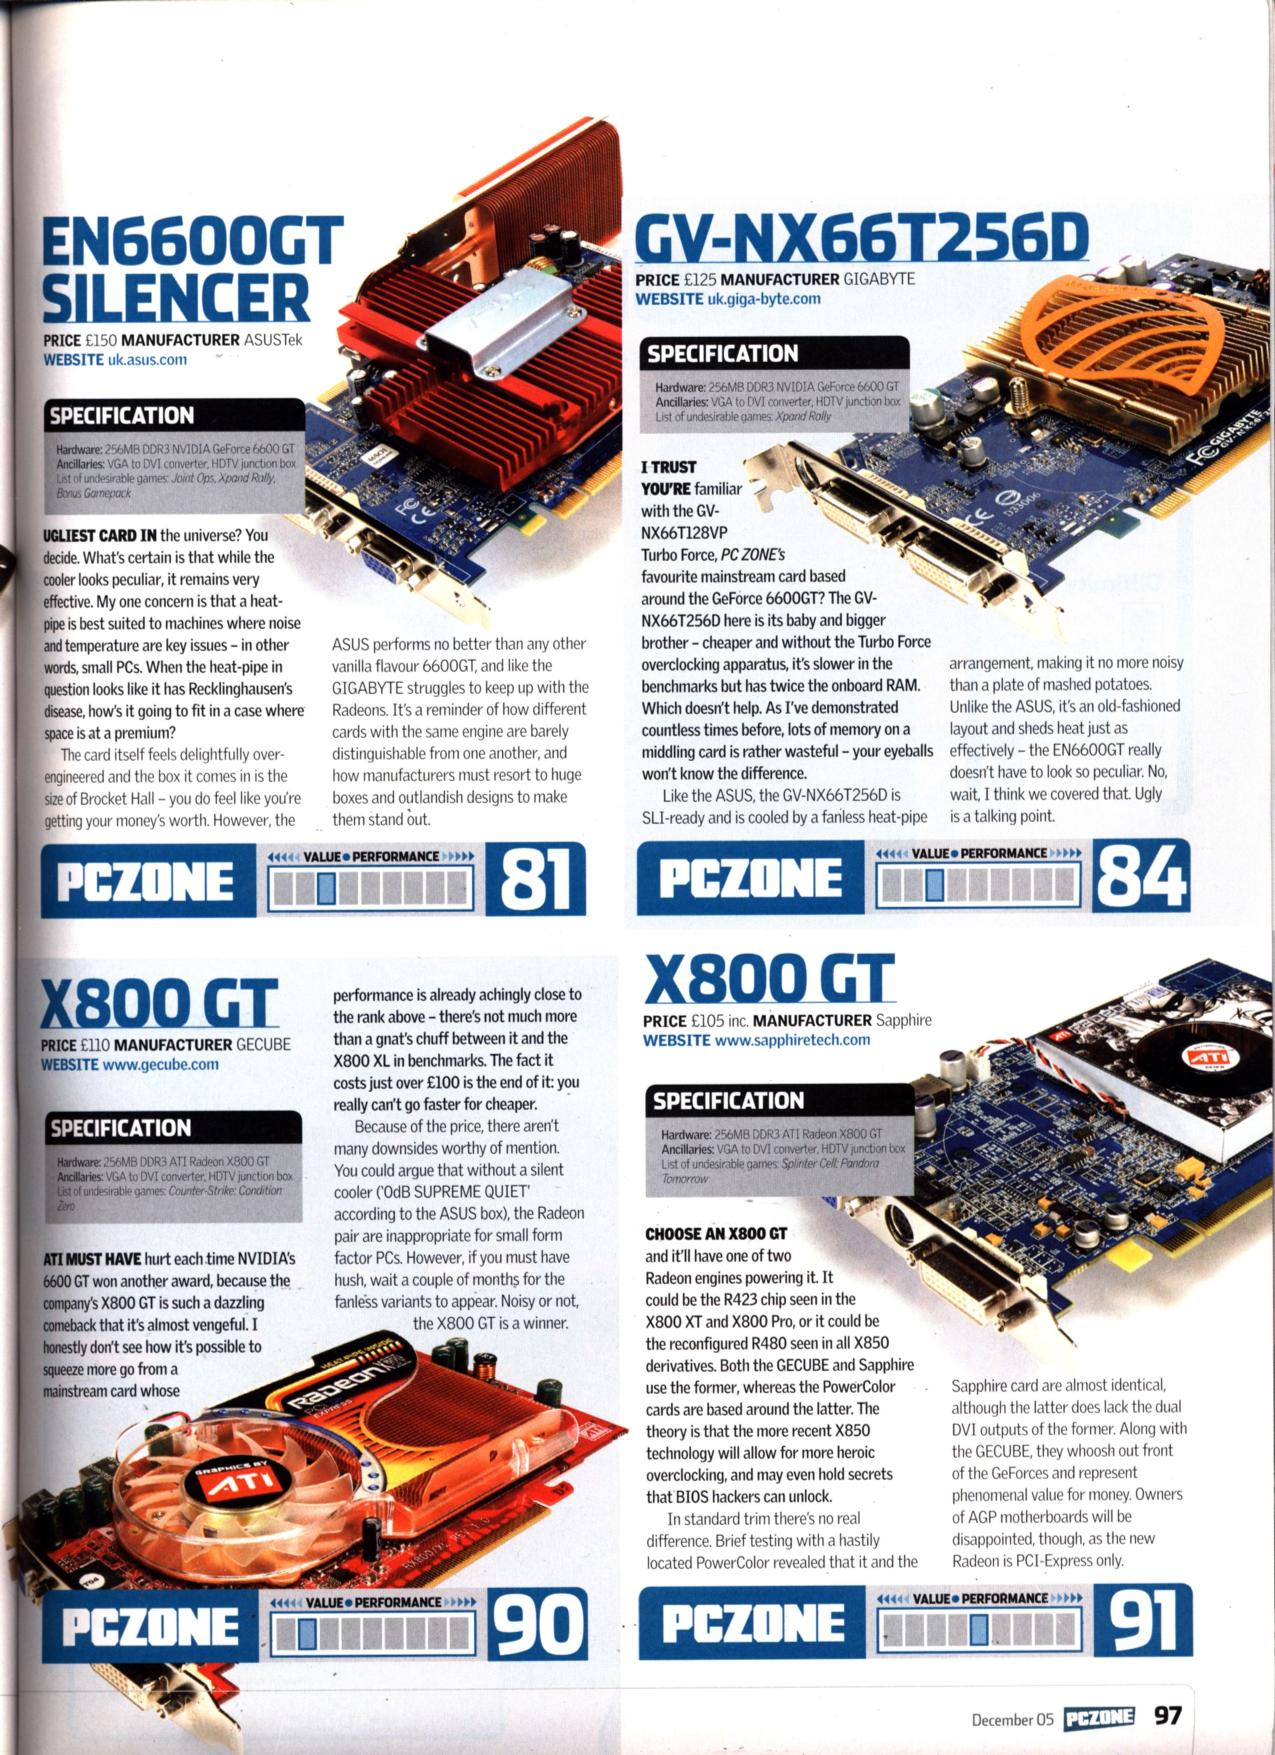 EN6600GT
SILENCER
PRICE £150 MANUFACTURER ASUSTek
WEBSITE uk.asus.com
SPECIFICATION
Hardware: 256MB DDR3 NVIDIA GeForce 6600 GT
Ancillaries: VGA to DVI converter, HDTV junction box
List of undesirable games: Joint Ops, Xpand Rally,
Bonus Gamepack
UGLIEST CARD IN the universe? You
decide. What's certain is that while the
cooler looks peculiar, it remains very
effective. My one concern is that a heat-
pipe is best suited to machines where noise
and temperature are key issues – in other
words, small PCs. When the heat-pipe in
question looks like it has Recklinghausen's
disease, how's it going to fit in a case where
space is at a premium?
The card itself feels delightfully over-
engineered and the box it comes in is the
size of Brocket Hall – you do feel like you're
getting your money's worth. However, the
ASUS performs no better than any other
vanilla flavour 6600GT, and like the
GIGABYTE struggles to keep up with the
Radeons. It's a reminder of how different
cards with the same engine are barely
distinguishable from one another, and
how manufacturers must resort to huge
boxes and outlandish designs to make
them stand out.
PCZONE
VALUE • PERFORMANCE
81
GV-NX66T256D
PRICE £125 MANUFACTURER GIGABYTE
WEBSITE uk.giga-byte.com
SPECIFICATION
Hardware: 256MB DDR3 NVIDIA GeForce 6600 GT
Ancillaries: VGA to DVI converter, HDTV junction box
List of undesirable games: Xpand Rally
GIGABYTE
I TRUST
YOU'RE familiar
with the GV-
NX66T128VP
Turbo Force, PC ZONE's
favourite mainstream card based
around the GeForce 6600GT? The GV-
NX66T256D here is its baby and bigger
brother – cheaper and without the Turbo Force
overclocking apparatus, it's slower in the
benchmarks but has twice the onboard RAM.
Which doesn't help. As I've demonstrated
countless times before, lots of memory on a
middling card is rather wasteful – your eyeballs
won't know the difference.
Like the ASUS, the GV-NX66T256D is
SLI-ready and is cooled by a fanless heat-pipe
arrangement, making it no more noisy
than a plate of mashed potatoes.
Unlike the ASUS, it's an old-fashioned
layout and sheds heat just as
effectively – the EN6600GT really
doesn't have to look so peculiar. No,
wait, I think we covered that. Ugly
is a talking point.
PCZONE
VALUE • PERFORMANCE
84
X800 GT
PRICE £110 MANUFACTURER GECUBE
WEBSITE www.gecube.com
SPECIFICATION
Hardware: 256MB DDR3 ATI Radeon X800 GT
Ancillaries: VGA to DVI converter, HDTV junction box
List of undesirable games: Counter-Strike: Condition
Zero
ATI MUST HAVE hurt each time NVIDIA's
6600 GT won another award, because the
company's X800 GT is such a dazzling
comeback that it's almost vengeful. I
honestly don't see how it's possible to
squeeze more go from a
mainstream card whose
performance is already achingly close to
the rank above – there's not much more
than a gnat's chuff between it and the
X800 XL in benchmarks. The fact it
costs just over £100 is the end of it: you
really can't go faster for cheaper.
Because of the price, there aren't
many downsides worthy of mention.
You could argue that without a silent
cooler ('0dB SUPREME QUIET'
according to the ASUS box), the Radeon
pair are inappropriate for small form
factor PCs. However, if you must have
hush, wait a couple of months for the
fanless variants to appear. Noisy or not,
the X800 GT is a winner.
HEAT PIPE INSIDE
RADEON X800
EXPRESS
GRAPHICS BY
ATI
PCZONE
VALUE • PERFORMANCE
90
X800 GT
PRICE £105 inc. MANUFACTURER Sapphire
WEBSITE www.sapphiretech.com
SPECIFICATION
Hardware: 256MB DDR3 ATI Radeon X800 GT
Ancillaries: VGA to DVI converter, HDTV junction box
List of undesirable games: Splinter Cell: Pandora
Tomorrow
ATI
ATI
CHOOSE AN X800 GT
and it'll have one of two
Radeon engines powering it. It
could be the R423 chip seen in the
X800 XT and X800 Pro, or it could be
the reconfigured R480 seen in all X850
derivatives. Both the GECUBE and Sapphire
use the former, whereas the PowerColor
cards are based around the latter. The
theory is that the more recent X850
technology will allow for more heroic
overclocking, and may even hold secrets
that BIOS hackers can unlock.
In standard trim there's no real
difference. Brief testing with a hastily
located PowerColor revealed that it and the
Sapphire card are almost identical,
although the latter does lack the dual
DVI outputs of the former. Along with
the GECUBE, they whoosh out front
of the GeForces and represent
phenomenal value for money. Owners
of AGP motherboards will be
disappointed, though, as the new
Radeon is PCI-Express only.
PCZONE
VALUE • PERFORMANCE
91
December 05 PCZONE 97